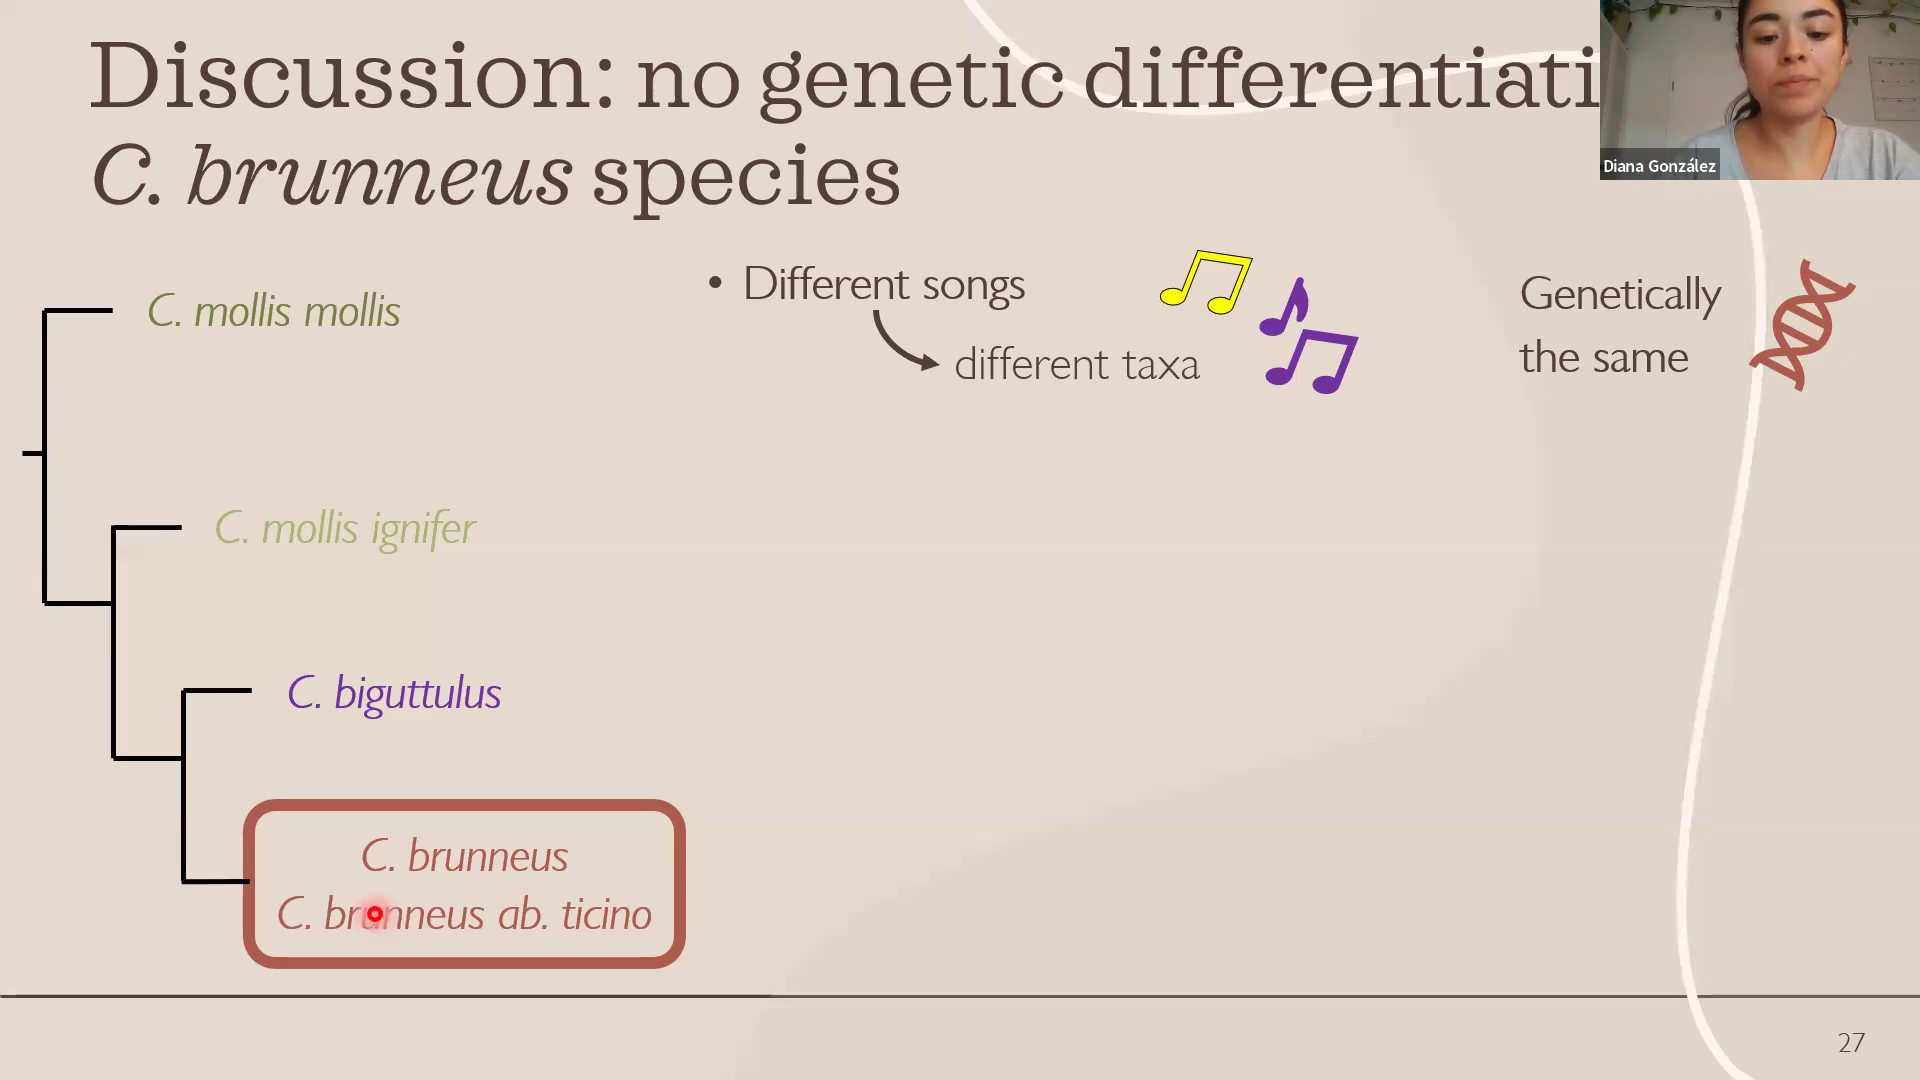 Discussion: no genetic differentiati
C. brunneus species
Diana González
C. mollis mollis
• Different songs
different taxa
Genetically
the same
C. mollis ignifer
C. biguttulus
C. brunneus
C. brunneus ab. ticino
27